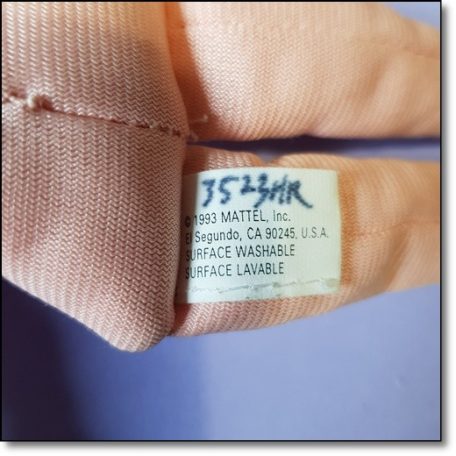 3523HR
© 1993 MATTEL, Inc.
El Segundo, CA 90245, U.S.A.
SURFACE WASHABLE
SURFACE LAVABLE